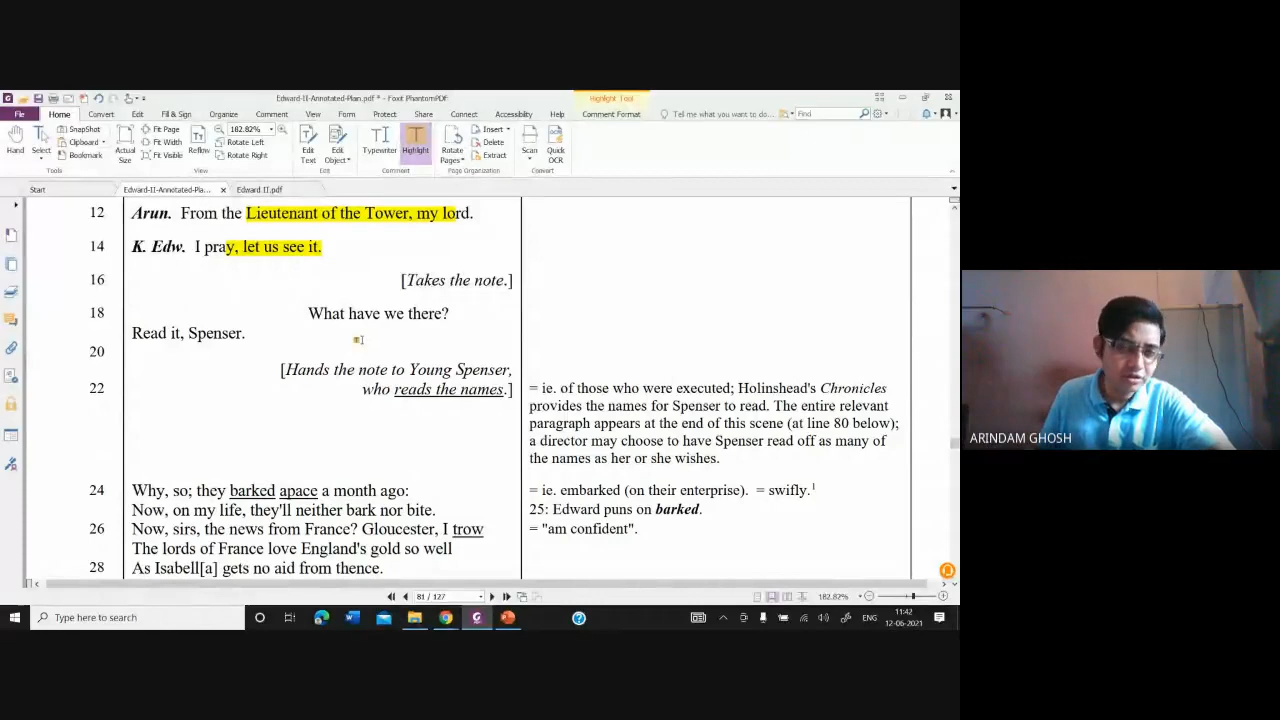 Edward-II-Annotated-Plan.pdf * - Foxit PhantomPDF
Highlight Tool
File Home Convert Edit Fill & Sign Organize Comment View Form Protect Share Connect Accessibility Help Comment Format Tell me what you want to do... Find
Hand
Select
SnapShot
Clipboard
Bookmark
Tools
Actual Size
Fit Page
Fit Width
Fit Visible
Reflow
182.82%
Rotate Left
Rotate Right
View
Edit Text
Edit Object
Edit
Typewriter
Highlight
Comment
Rotate Pages
Insert
Delete
Extract
Page Organization
Scan
Quick OCR
Convert
Start Edward-II-Annotated-Pla... Edward II.pdf
12 Arun. From the Lieutenant of the Tower, my lord.
14 K. Edw. I pray, let us see it.
16 [Takes the note.]
18 What have we there?
Read it, Spenser.
20
[Hands the note to Young Spenser,
22 who reads the names.]
= ie. of those who were executed; Holinshead's Chronicles
provides the names for Spenser to read. The entire relevant
paragraph appears at the end of this scene (at line 80 below);
a director may choose to have Spenser read off as many of
the names as her or she wishes.
24 Why, so; they barked apace a month ago:
= ie. embarked (on their enterprise). = swifly.1
Now, on my life, they'll neither bark nor bite.
25: Edward puns on barked.
26 Now, sirs, the news from France? Gloucester, I trow
= "am confident".
The lords of France love England's gold so well
28 As Isabell[a] gets no aid from thence.
81 / 127
182.82%
Type here to search
ENG
11:42
12-06-2021
ARINDAM GHOSH